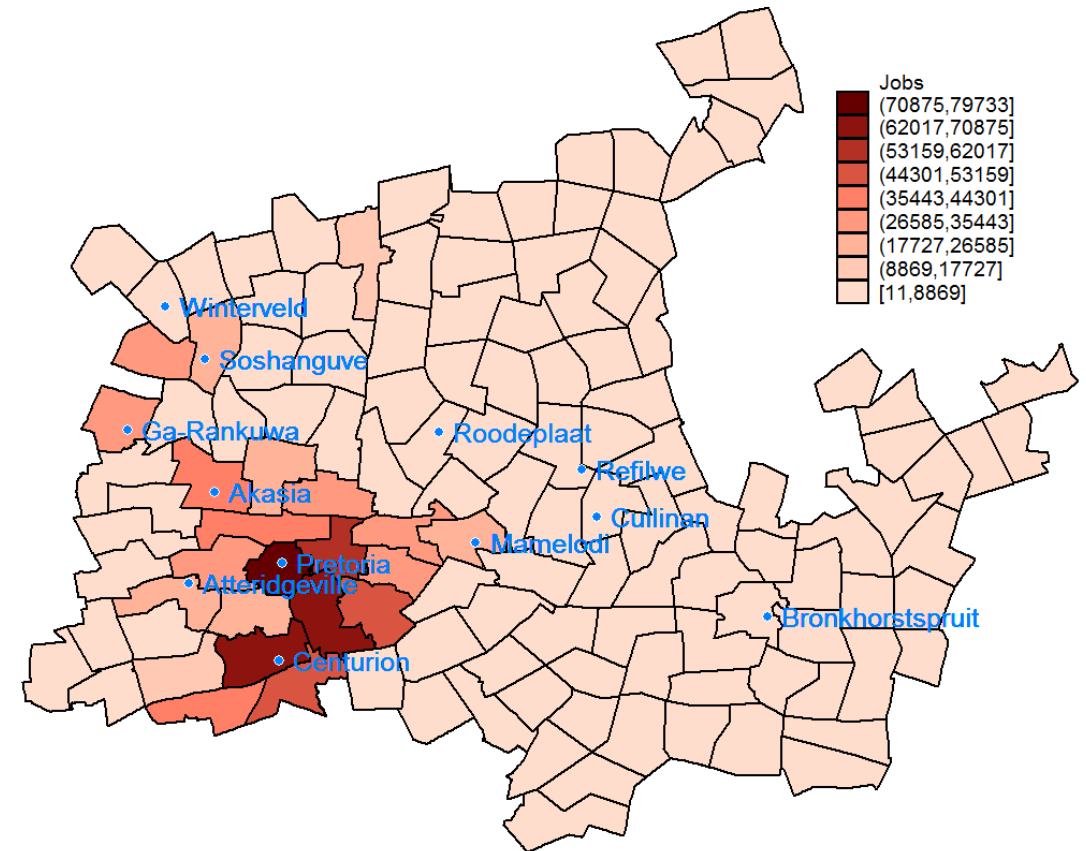 Jobs
(70875,79733]
(62017,70875]
(53159,62017]
(44301,53159]
(35443,44301]
(26585,35443]
(17727,26585]
(8869,17727]
[11,8869]
Winterveld
Soshanguve
Ga-Rankuwa
Roodeplaat
Refilwe
Akasia
Cullinan
Mamelodi
Pretoria
Atteridgeville
Bronkhorstspruit
Centurion